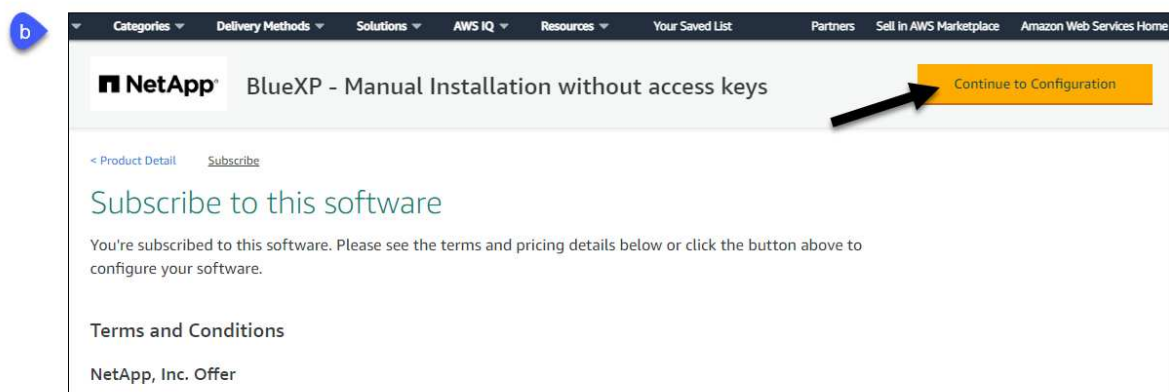 b
Categories Delivery Methods Solutions AWS IQ Resources Your Saved List Partners Sell in AWS Marketplace Amazon Web Services Home
NetApp BlueXP - Manual Installation without access keys Continue to Configuration
< Product Detail Subscribe
Subscribe to this software
You're subscribed to this software. Please see the terms and pricing details below or click the button above to
configure your software.
Terms and Conditions
NetApp, Inc. Offer